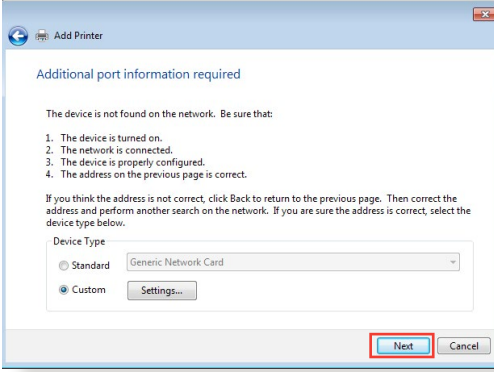 Add Printer
Additional port information required
The device is not found on the network. Be sure that:
1. The device is turned on.
2. The network is connected.
3. The device is properly configured.
4. The address on the previous page is correct.
If you think the address is not correct, click Back to return to the previous page. Then correct the
address and perform another search on the network. If you are sure the address is correct, select the
device type below.
Device Type
Standard Generic Network Card
Custom Settings...
Next Cancel